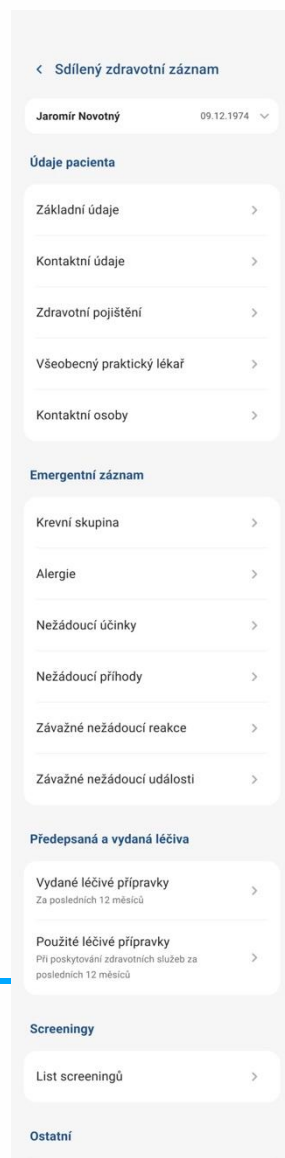 Sdílený zdravotní záznam
Jaromír Novotný 09.12.1974
Údaje pacienta
Základní údaje
Kontaktní údaje
Zdravotní pojištění
Všeobecný praktický lékař
Kontaktní osoby
Emergentní záznam
Krevní skupina
Alergie
Nežádoucí účinky
Nežádoucí příhody
Závažné nežádoucí reakce
Závažné nežádoucí události
Předepsaná a vydaná léčiva
Vydané léčivé přípravky
Za posledních 12 měsíců
Použité léčivé přípravky
Při poskytování zdravotních služeb za
posledních 12 měsíců
Screeningy
List screeningů
Ostatní